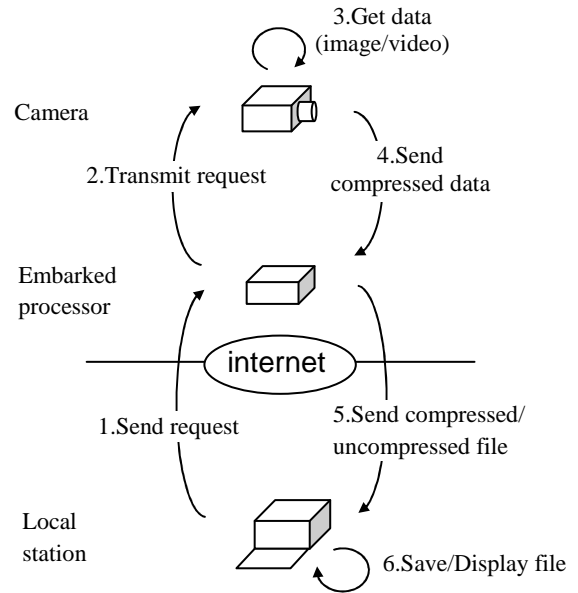 3.Get data
(image/video)
Camera
2.Transmit request
4.Send
compressed data
Embarked
processor
internet
1.Send request
5.Send compressed/
uncompressed file
Local
station
6.Save/Display file